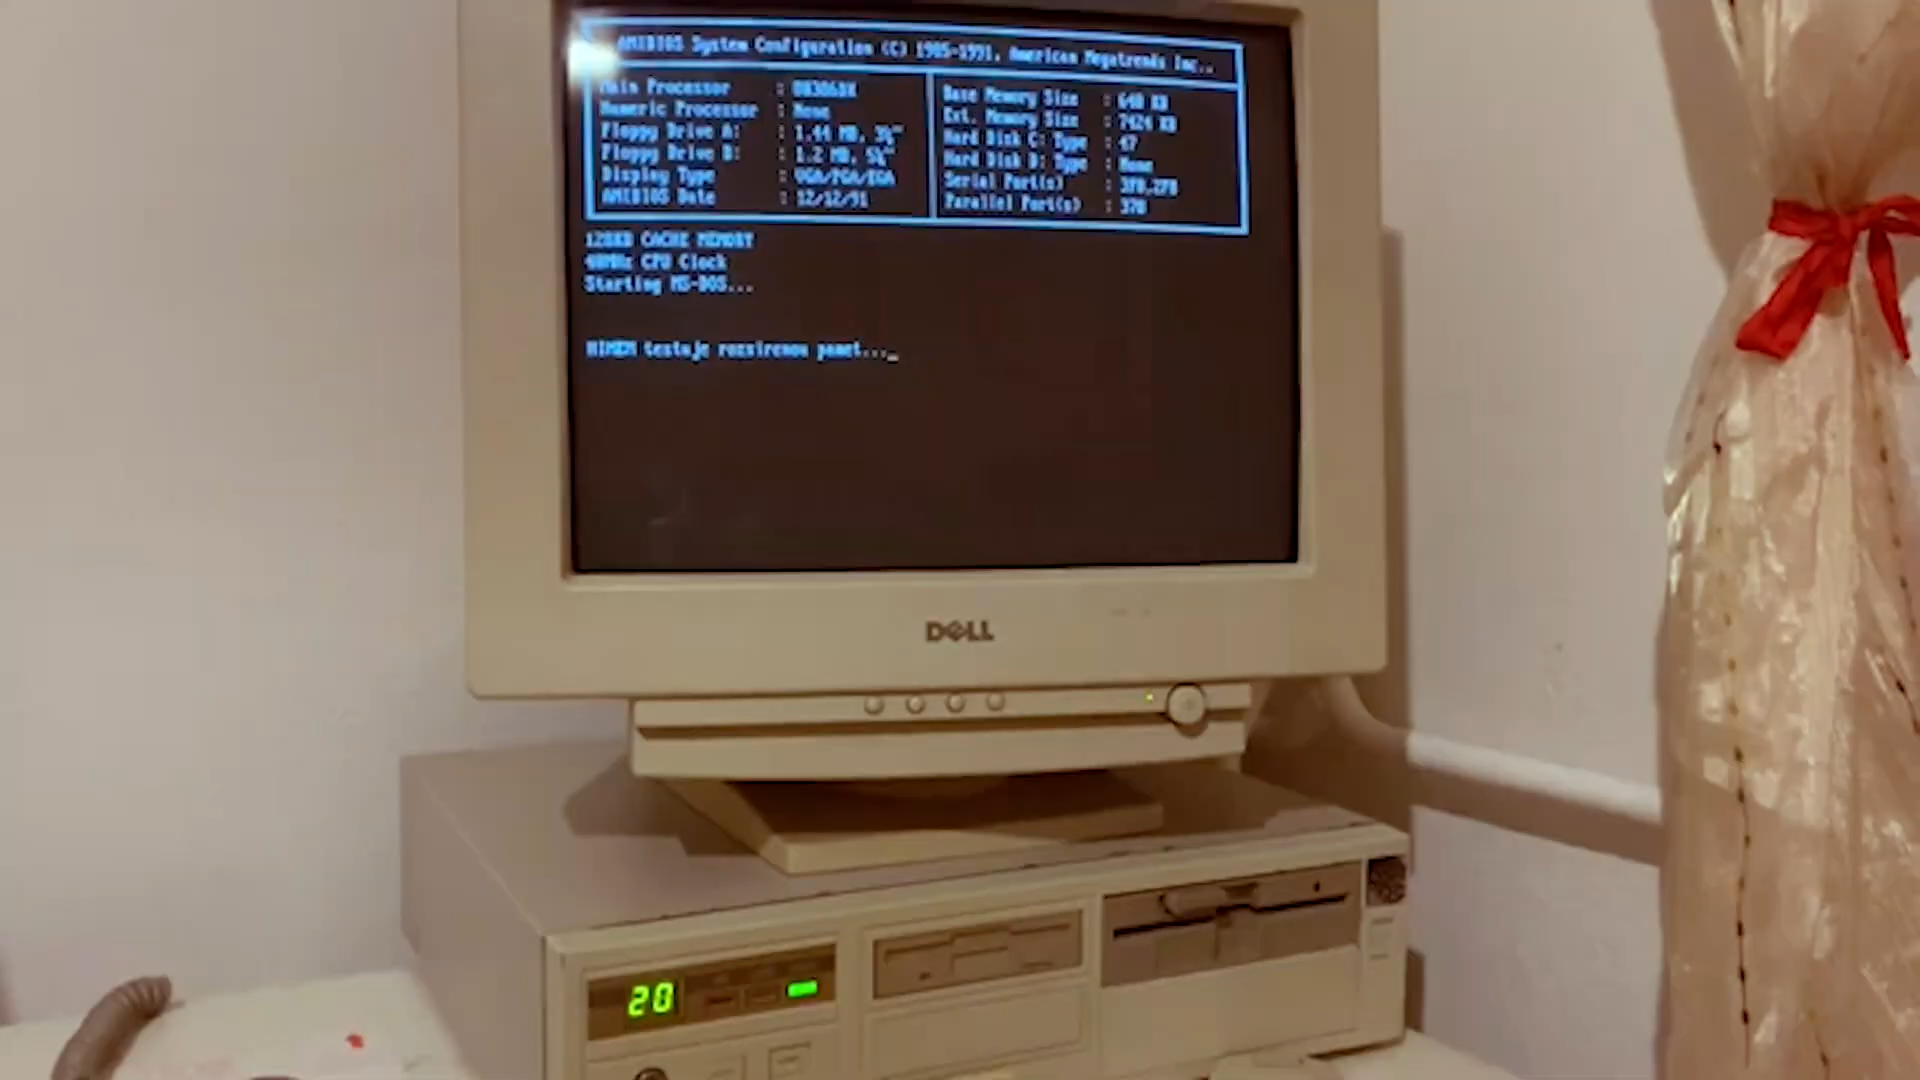 AMIBIOS System Configuration (C) 1985-1991, American Megatrends Inc.,
Main Processor : 80386DX
Numeric Processor : None
Floppy Drive A: : 1.44 MB, 3½"
Floppy Drive B: : 1.2 MB, 5¼"
Display Type : VGA/PGA/EGA
AMIBIOS Date : 12/12/91
Base Memory Size : 640 KB
Ext. Memory Size : 7424 KB
Hard Disk C: Type : 47
Hard Disk D: Type : None
Serial Port(s) : 3F8,2F8
Parallel Port(s) : 378
128KB CACHE MEMORY
40MHz CPU Clock
Starting MS-DOS...
HIMEM testuje rozsirenou pamet..._
DELL
20